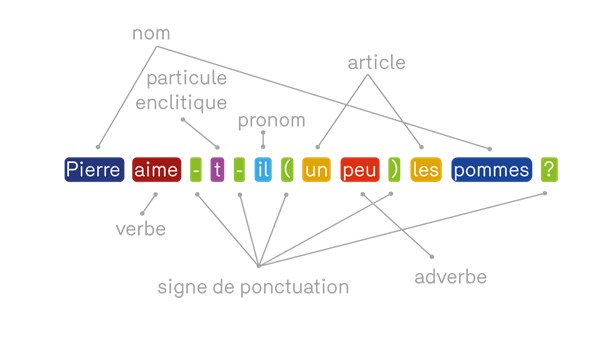 nom
article
particule
enclitique
pronom
Pierre aime - t - il ( un peu ) les pommes ?
verbe
adverbe
signe de ponctuation